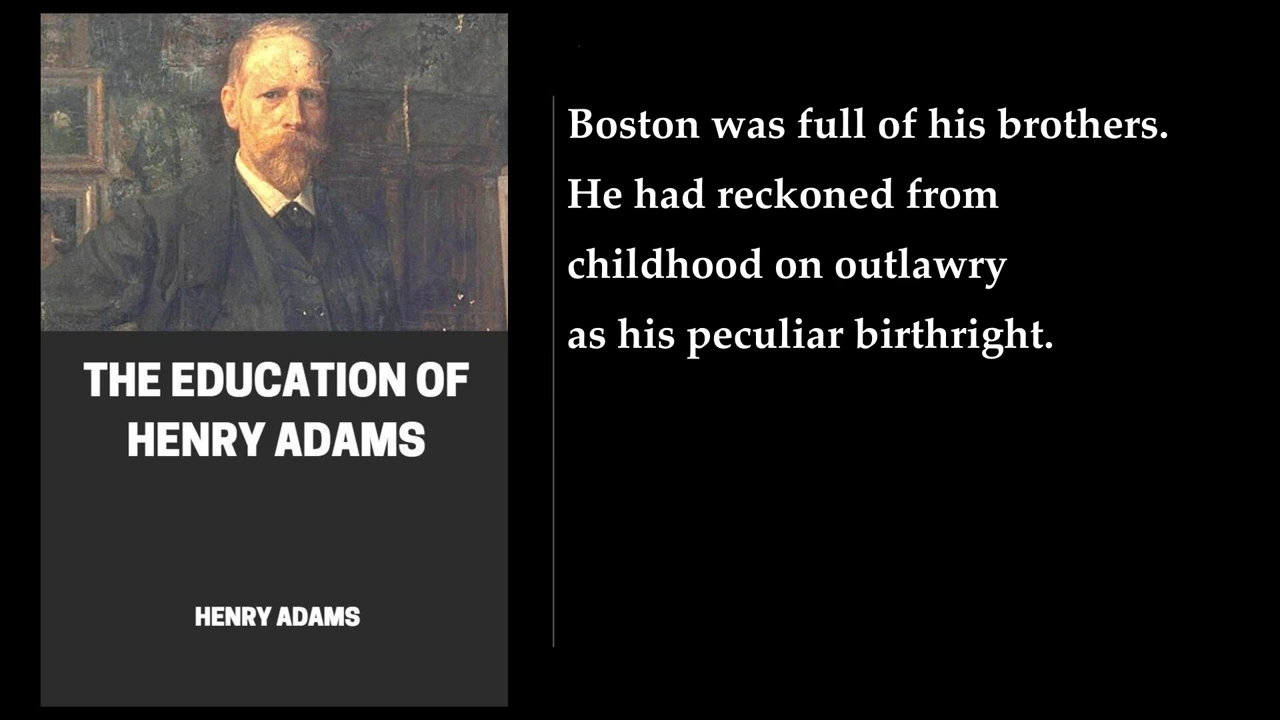 THE EDUCATION OF
HENRY ADAMS
HENRY ADAMS
Boston was full of his brothers.
He had reckoned from
childhood on outlawry
as his peculiar birthright.